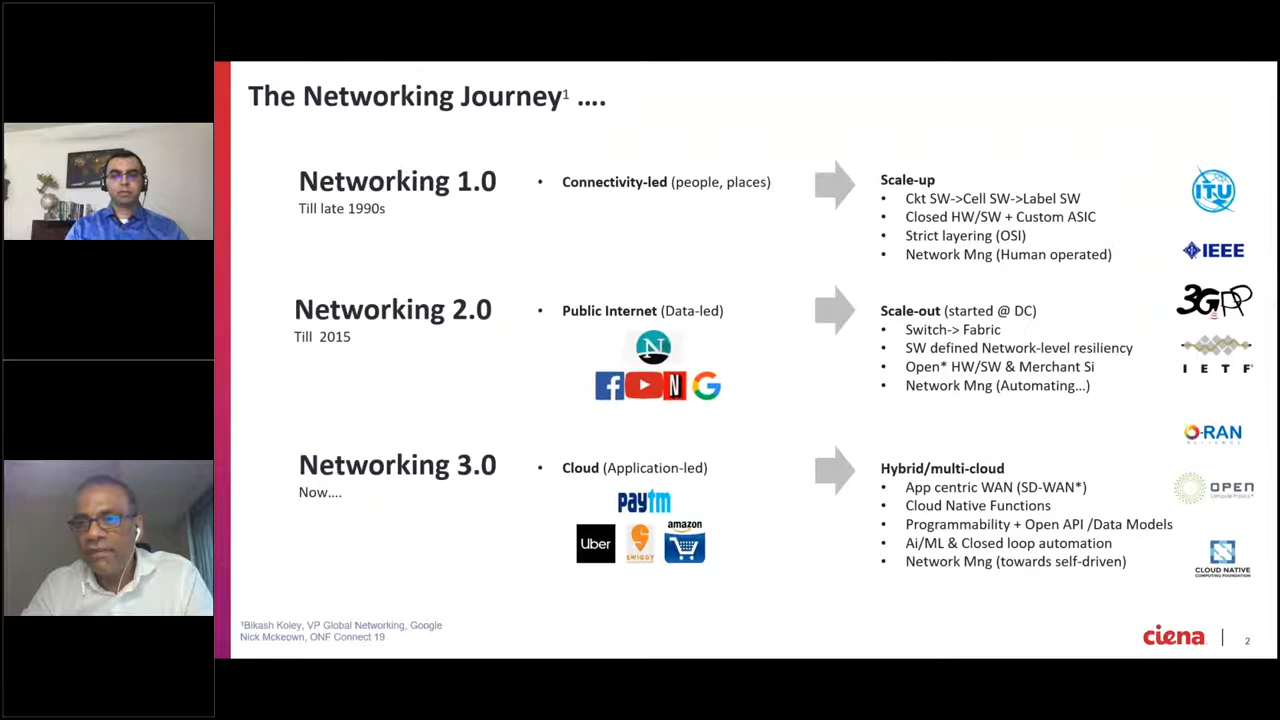 The Networking Journey¹ ....
Networking 1.0
Till late 1990s
• Connectivity-led (people, places)
Scale-up
• Ckt SW->Cell SW->Label SW
• Closed HW/SW + Custom ASIC
• Strict layering (OSI)
• Network Mng (Human operated)
ITU
IEEE
Networking 2.0
Till 2015
• Public Internet (Data-led)
N
f N G
Scale-out (started @ DC)
• Switch-> Fabric
• SW defined Network-level resiliency
• Open* HW/SW & Merchant Si
• Network Mng (Automating...)
3GPP
I E T F
Networking 3.0
Now....
• Cloud (Application-led)
paytm
Uber
SWIGGY
amazon
Hybrid/multi-cloud
• App centric WAN (SD-WAN*)
• Cloud Native Functions
• Programmability + Open API /Data Models
• Ai/ML & Closed loop automation
• Network Mng (towards self-driven)
O-RAN
ALLIANCE
OPEN
Compute Project
CLOUD NATIVE
COMPUTING FOUNDATION
¹Bikash Koley, VP Global Networking, Google
Nick Mckeown, ONF Connect 19
ciena
2